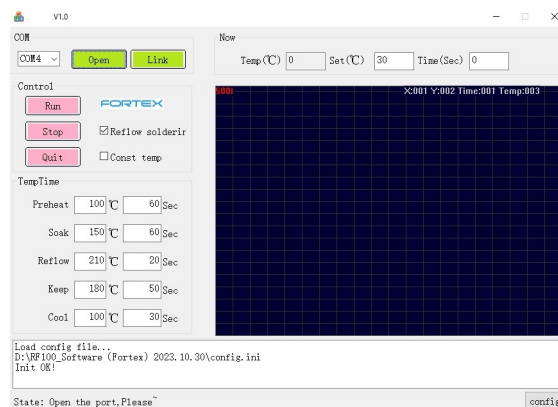 V1.0
COM
COM4
Open
Link
Now
Temp(℃) 0 Set(℃) 30 Time(Sec) 0
Control
Run
FORTEX
Stop
Reflow solderir
Quit
Const temp
X:001 Y:002 Time:001 Temp:003
TempTime
Preheat 100 ℃ 60 Sec
Soak 150 ℃ 60 Sec
Reflow 210 ℃ 20 Sec
Keep 180 ℃ 50 Sec
Cool 100 ℃ 30 Sec
Load config file...
D:\RF100_Software (Fortex) 2023.10.30\config.ini
Init OK!
State: Open the port,Please~
config